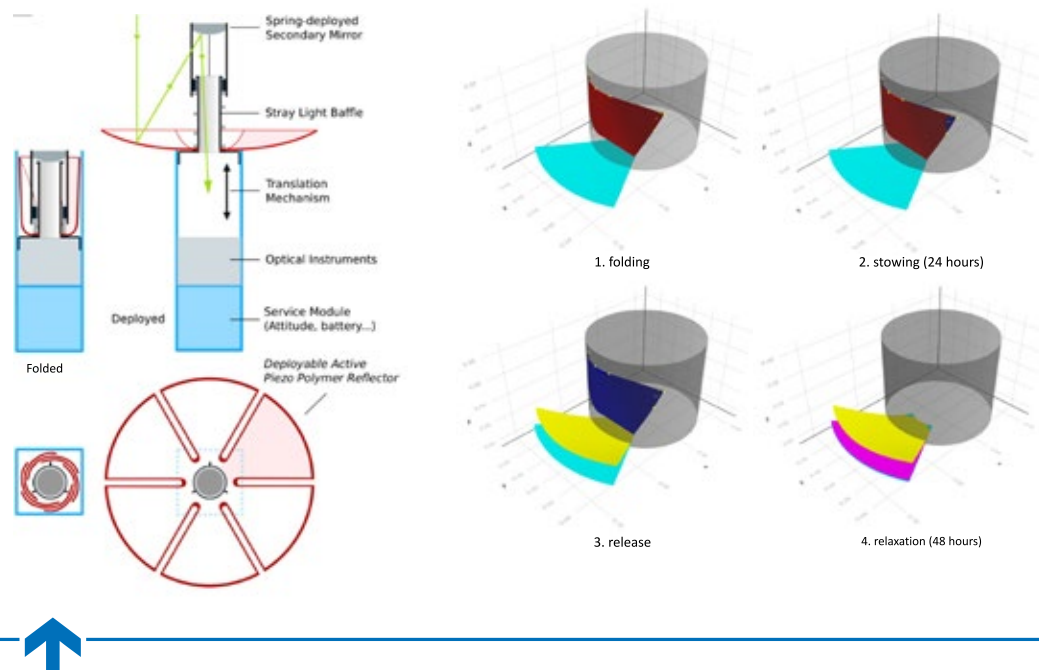 Spring-deployed
Secondary Mirror
Stray Light Baffle
Translation
Mechanism
Optical Instruments
Service Module
(Attitude, battery...)
Deployed
Folded
Deployable Active
Piezo Polymer Reflector
1. folding
2. stowing (24 hours)
3. release
4. relaxation (48 hours)